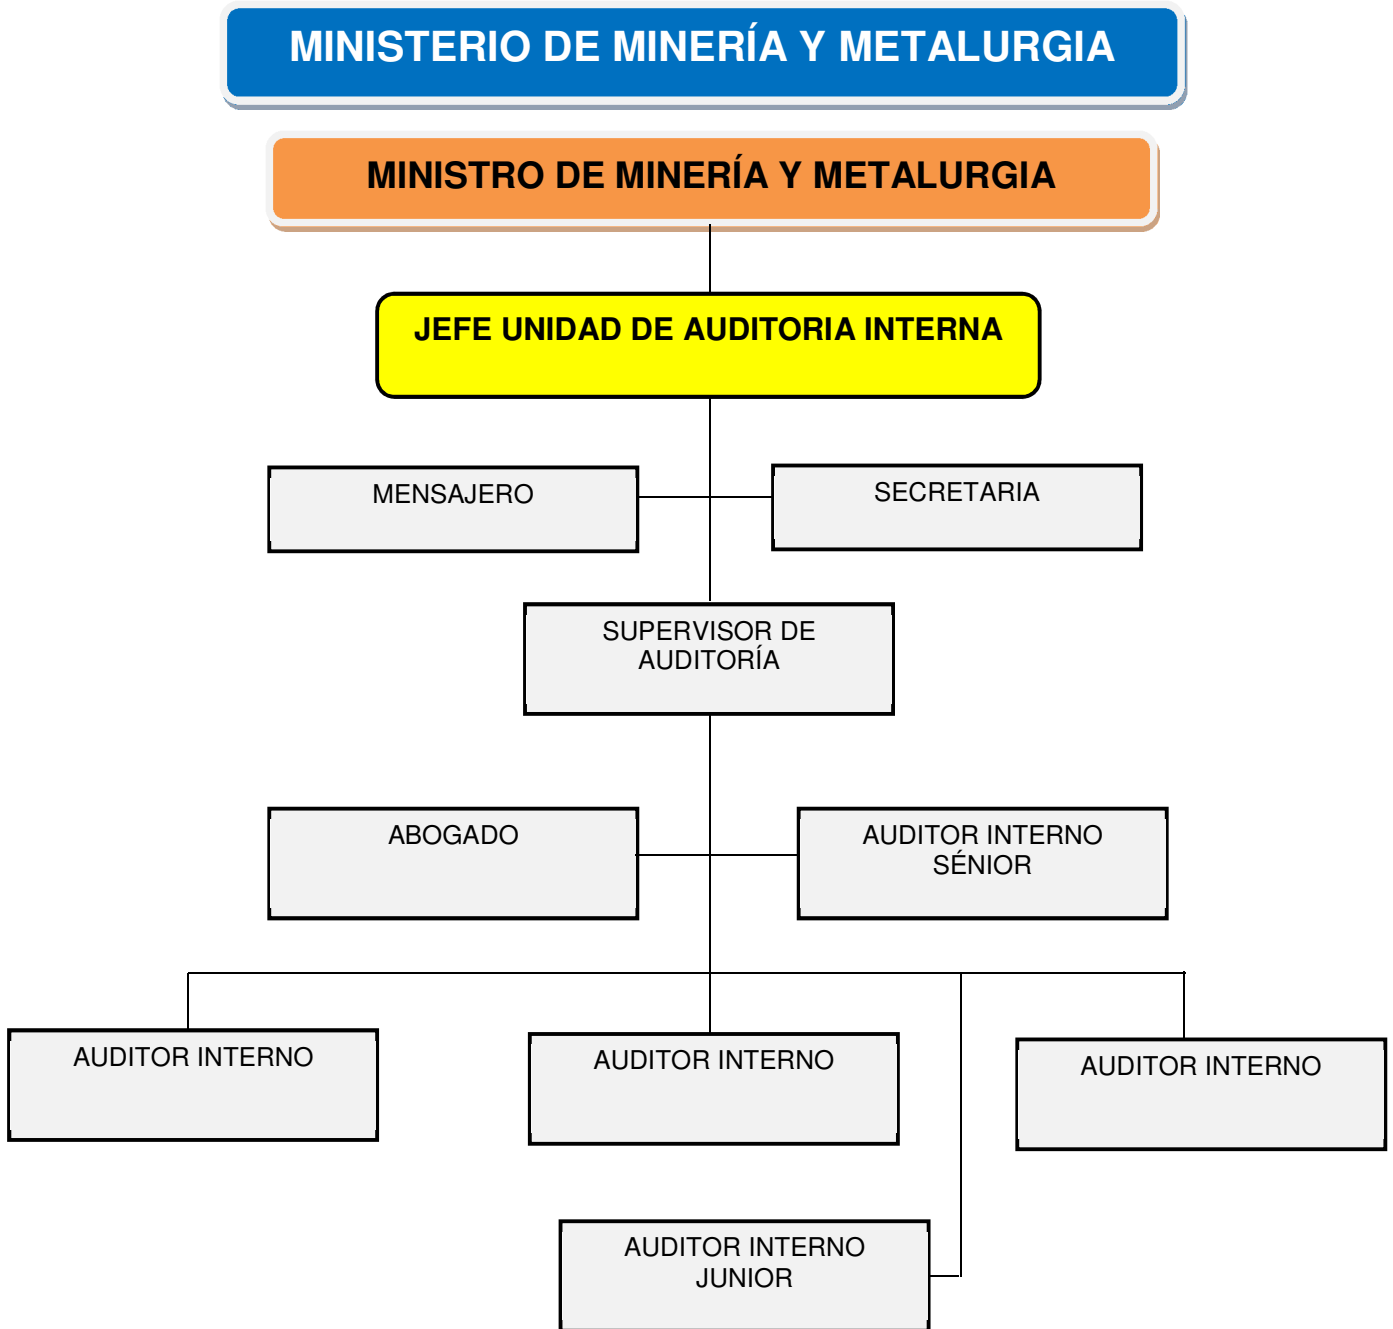 MINISTERIO DE MINERÍA Y METALURGIA
MINISTRO DE MINERÍA Y METALURGIA
JEFE UNIDAD DE AUDITORIA INTERNA
MENSAJERO
SECRETARIA
SUPERVISOR DE
AUDITORÍA
ABOGADO
AUDITOR INTERNO
SÉNIOR
AUDITOR INTERNO
AUDITOR INTERNO
AUDITOR INTERNO
AUDITOR INTERNO
JUNIOR